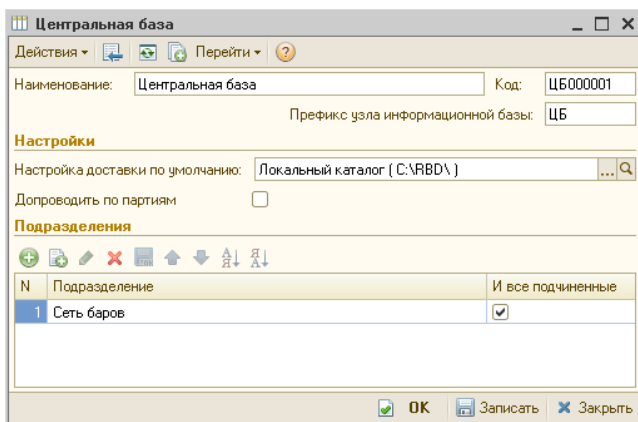 Центральная база
Действия Перейти
Наименование: Центральная база Код: ЦБ000001
Префикс узла информационной базы: ЦБ
Настройки
Настройка доставки по умолчанию: Локальный каталог ( C:\RBD\ ) ...
Допроводить по партиям
Подразделения
N Подразделение И все подчиненные
1 Сеть баров
OK Записать Закрыть